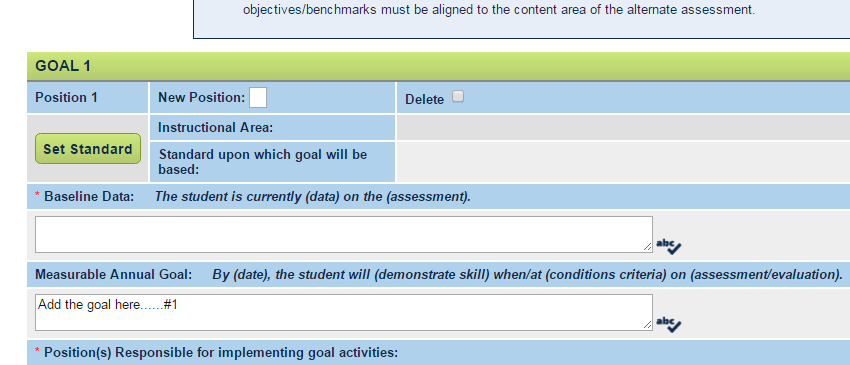 objectives/benchmarks must be aligned to the content area of the alternate assessment.
GOAL 1
Position 1 New Position: Delete
Instructional Area:
Set Standard
Standard upon which goal will be
based:
* Baseline Data: The student is currently (data) on the (assessment).
abc
Measurable Annual Goal: By (date), the student will (demonstrate skill) when/at (conditions criteria) on (assessment/evaluation).
Add the goal here......#1
abc
* Position(s) Responsible for implementing goal activities: